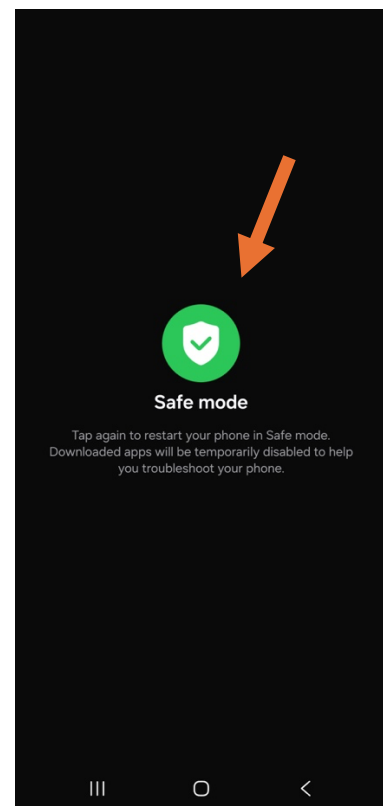 Safe mode
Tap again to restart your phone in Safe mode.
Downloaded apps will be temporarily disabled to help
you troubleshoot your phone.